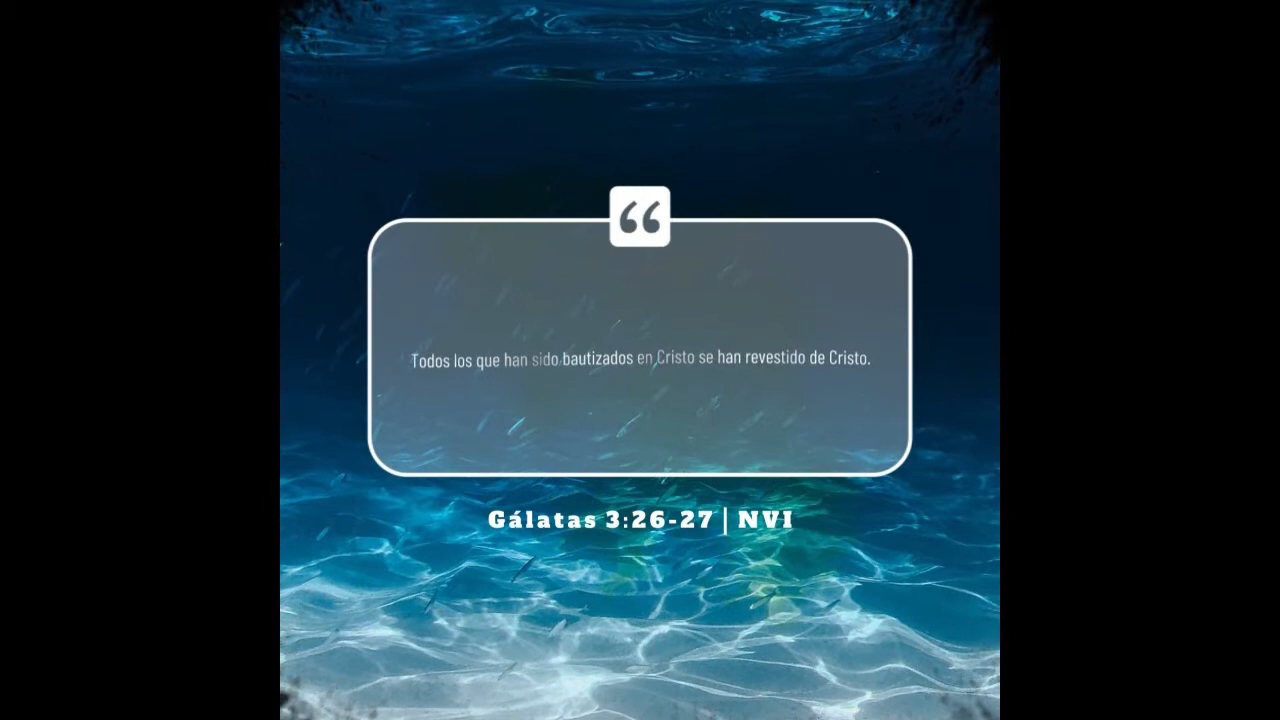 Todos los que han sido bautizados en Cristo se han revestido de Cristo.
Gálatas 3:26-27 | NVI